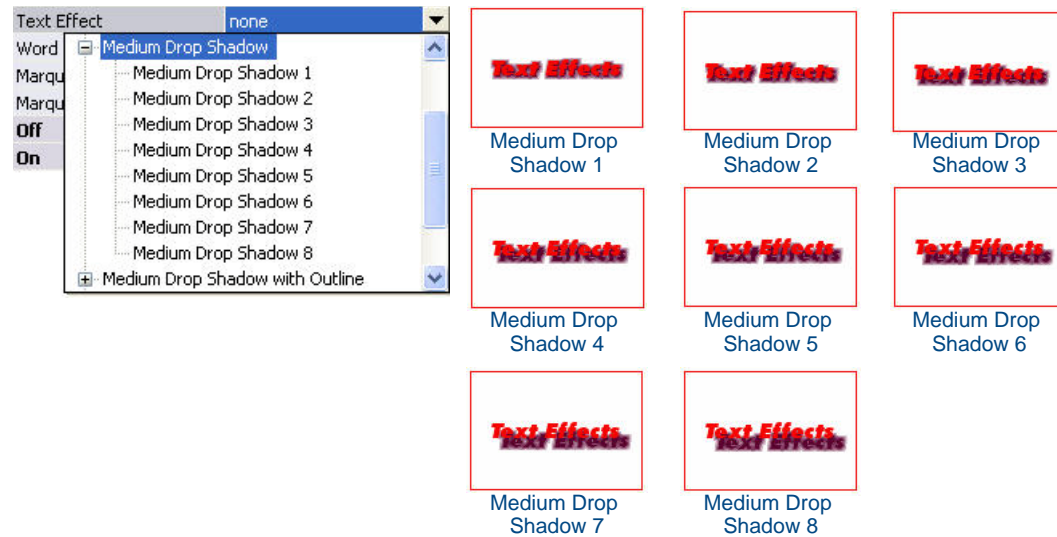 Text Effect none
Word
Medium Drop Shadow
Marqu
Medium Drop Shadow 1
Marqu
Medium Drop Shadow 2
Off
Medium Drop Shadow 3
On
Medium Drop Shadow 4
Medium Drop Shadow 5
Medium Drop Shadow 6
Medium Drop Shadow 7
Medium Drop Shadow 8
Medium Drop Shadow with Outline
Text Effects
Medium Drop
Shadow 1
Text Effects
Medium Drop
Shadow 2
Text Effects
Medium Drop
Shadow 3
Text Effects
Medium Drop
Shadow 4
Text Effects
Medium Drop
Shadow 5
Text Effects
Medium Drop
Shadow 6
Text Effects
Medium Drop
Shadow 7
Text Effects
Medium Drop
Shadow 8